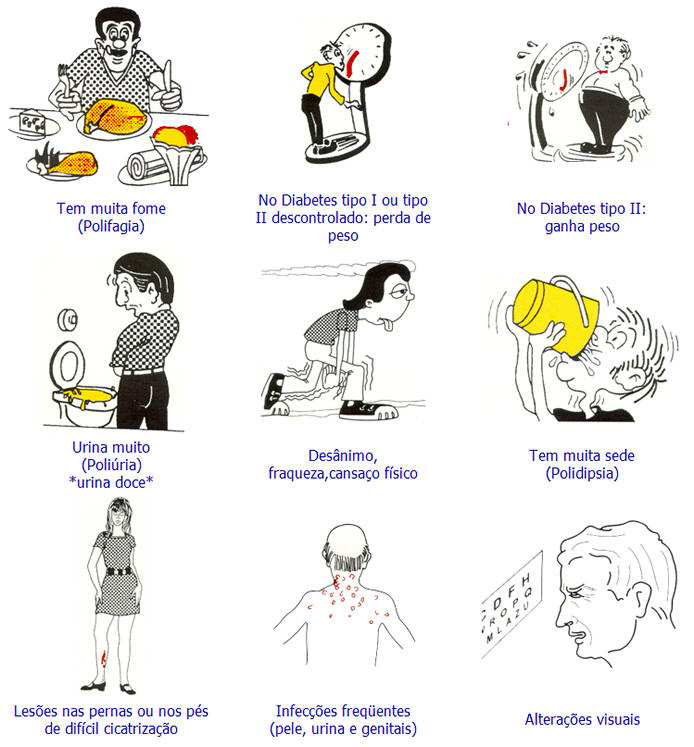 Tem muita fome
(Polifagia)
No Diabetes tipo I ou tipo
II descontrolado: perda de
peso
No Diabetes tipo II:
ganha peso
Urina muito
(Poliúria)
*urina doce*
Desânimo,
fraqueza,cansaço físico
Tem muita sede
(Polidipsia)
C D F H
R O P Q
M L A Z U
Lesões nas pernas ou nos pés
de difícil cicatrização
Infecções freqüentes
(pele, urina e genitais)
Alterações visuais